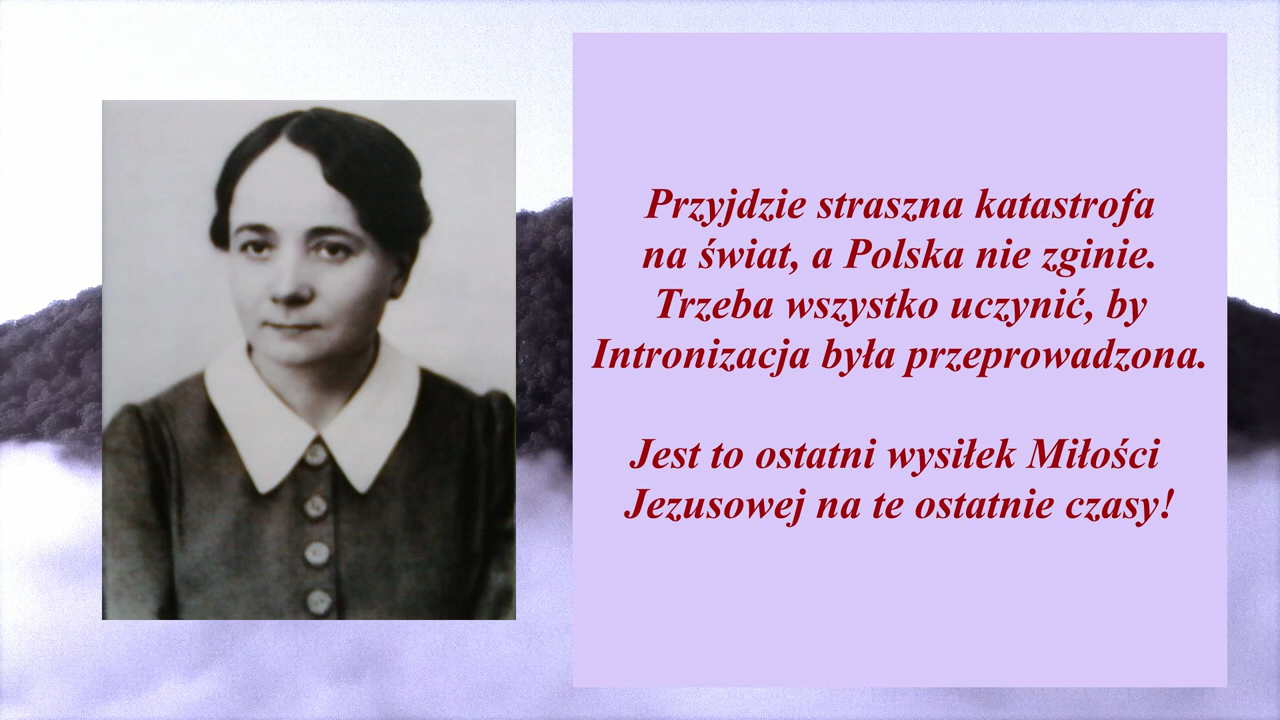 Przyjdzie straszna katastrofa
na świat, a Polska nie zginie.
Trzeba wszystko uczynić, by
Intronizacja była przeprowadzona.
Jest to ostatni wysiłek Miłości
Jezusowej na te ostatnie czasy!